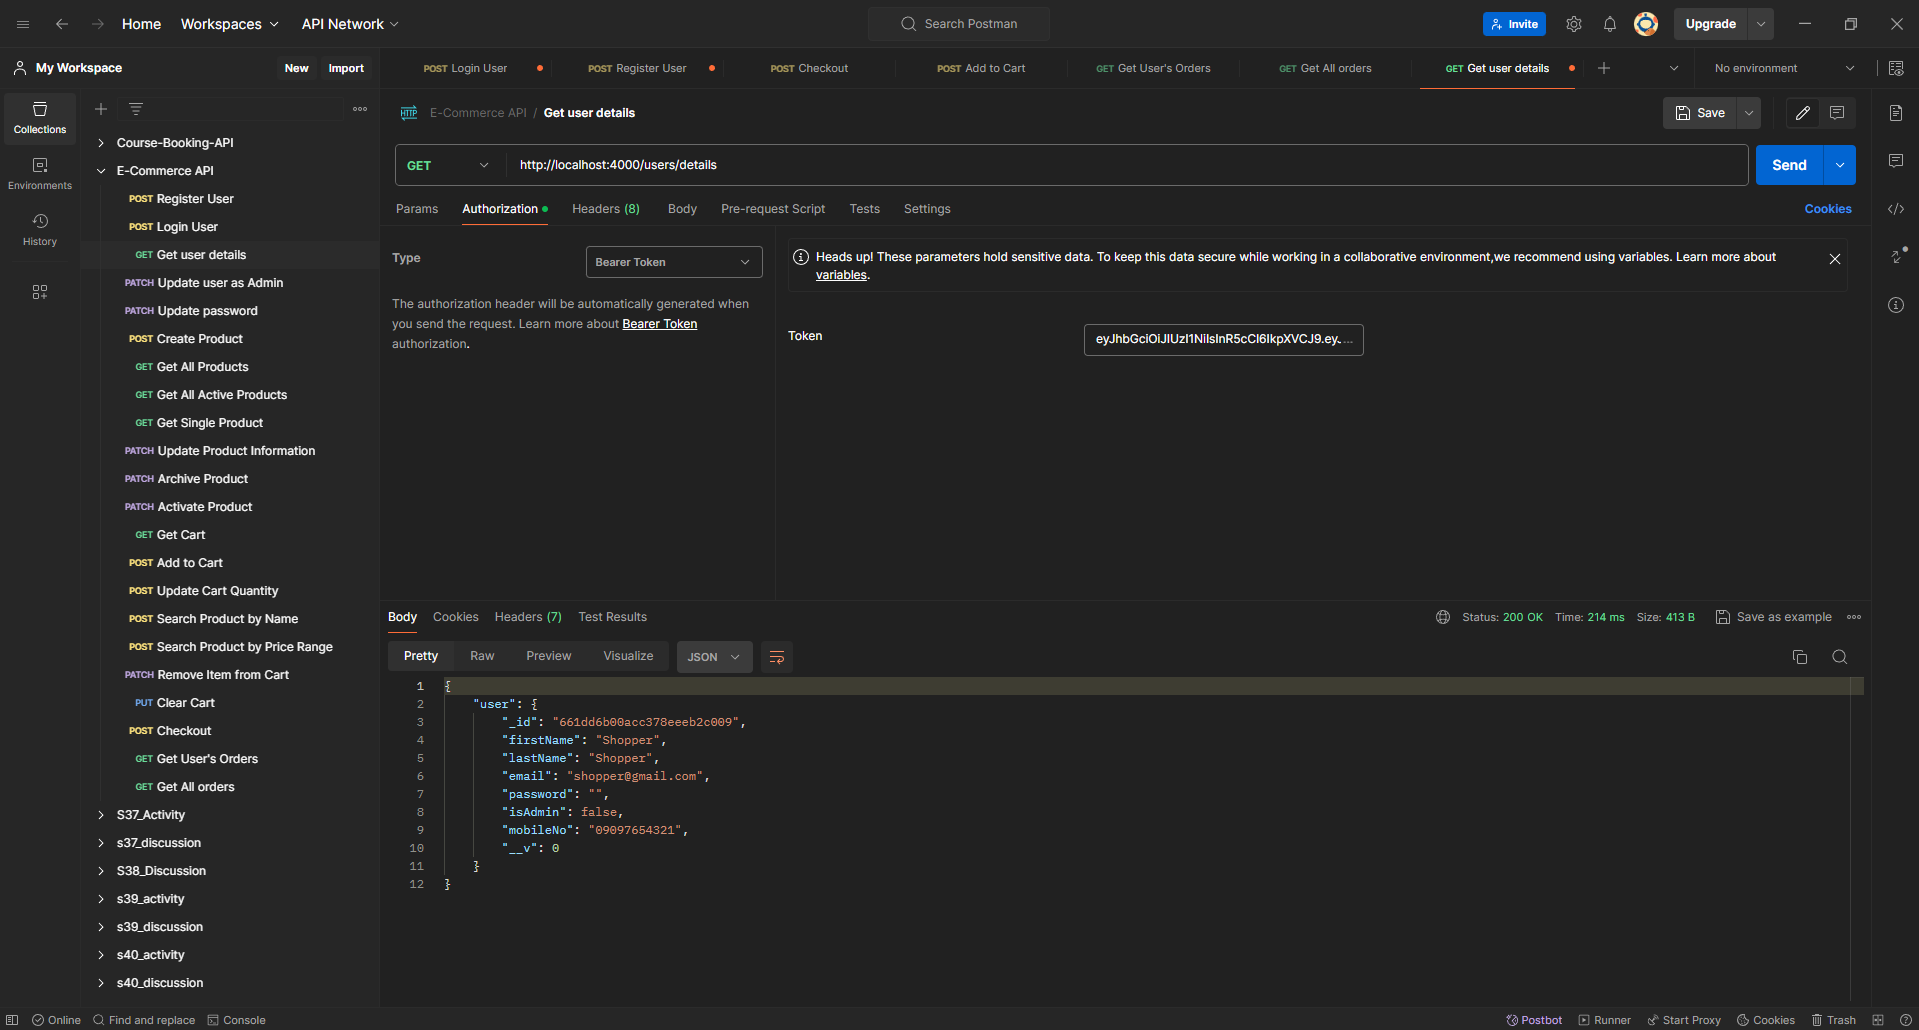 Home Workspaces API Network Search Postman Invite Upgrade
My Workspace New Import POST Login User POST Register User POST Checkout POST Add to Cart GET Get User's Orders GET Get All orders GET Get user details No environment
Collections
Environments
History
Course-Booking-API
E-Commerce API
POST Register User
POST Login User
GET Get user details
PATCH Update user as Admin
PATCH Update password
POST Create Product
GET Get All Products
GET Get All Active Products
GET Get Single Product
PATCH Update Product Information
PATCH Archive Product
PATCH Activate Product
GET Get Cart
POST Add to Cart
POST Update Cart Quantity
POST Search Product by Name
POST Search Product by Price Range
PATCH Remove Item from Cart
PUT Clear Cart
POST Checkout
GET Get User's Orders
GET Get All orders
S37_Activity
s37_discussion
S38_Discussion
s39_activity
s39_discussion
s40_activity
s40_discussion
HTTP E-Commerce API / Get user details Save
GET http://localhost:4000/users/details Send
Params Authorization Headers (8) Body Pre-request Script Tests Settings Cookies
Type Bearer Token
The authorization header will be automatically generated when
you send the request. Learn more about Bearer Token
authorization.
Heads up! These parameters hold sensitive data. To keep this data secure while working in a collaborative environment,we recommend using variables. Learn more about
variables.
Token eyJhbGciOiJIUzI1NiIsInR5cCI6IkpXVCJ9.ey....
Body Cookies Headers (7) Test Results Status: 200 OK Time: 214 ms Size: 413 B Save as example
Pretty Raw Preview Visualize JSON
1 {
2 "user": {
3 "_id": "661dd6b00acc378eeeb2c009",
4 "firstName": "Shopper",
5 "lastName": "Shopper",
6 "email": "shopper@gmail.com",
7 "password": "",
8 "isAdmin": false,
9 "mobileNo": "09097654321",
10 "__v": 0
11 }
12 }
Online Find and replace Console Postbot Runner Start Proxy Cookies Trash